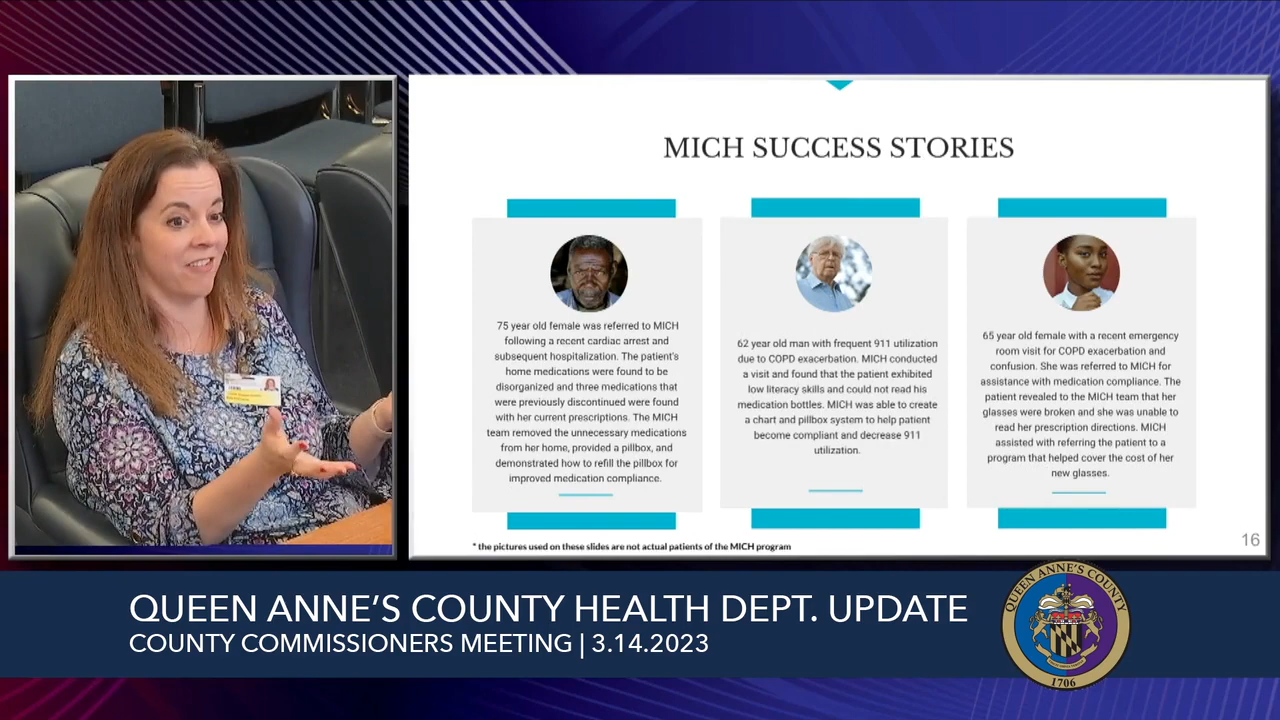 MICH SUCCESS STORIES
75 year old female was referred to MICH
following a recent cardiac arrest and
subsequent hospitalization. The patient's
home medications were found to be
disorganized and three medications that
were previously discontinued were found
with her current prescriptions. The MICH
team removed the unnecessary medications
from her home, provided a pillbox, and
demonstrated how to refill the pillbox for
improved medication compliance.
62 year old man with frequent 911 utilization
due to COPD exacerbation. MICH conducted
a visit and found that the patient exhibited
low literacy skills and could not read his
medication bottles. MICH was able to create
a chart and pillbox system to help patient
become compliant and decrease 911
utilization.
65 year old female with a recent emergency
room visit for COPD exacerbation and
confusion. She was referred to MICH for
assistance with medication compliance. The
patient revealed to the MICH team that her
glasses were broken and she was unable to
read her prescription directions. MICH
assisted with referring the patient to a
program that helped cover the cost of her
new glasses.
* the pictures used on these slides are not actual patients of the MICH program
16
QUEEN ANNE'S COUNTY HEALTH DEPT. UPDATE
COUNTY COMMISSIONERS MEETING | 3.14.2023
QUEEN ANNE'S COUNTY
1706